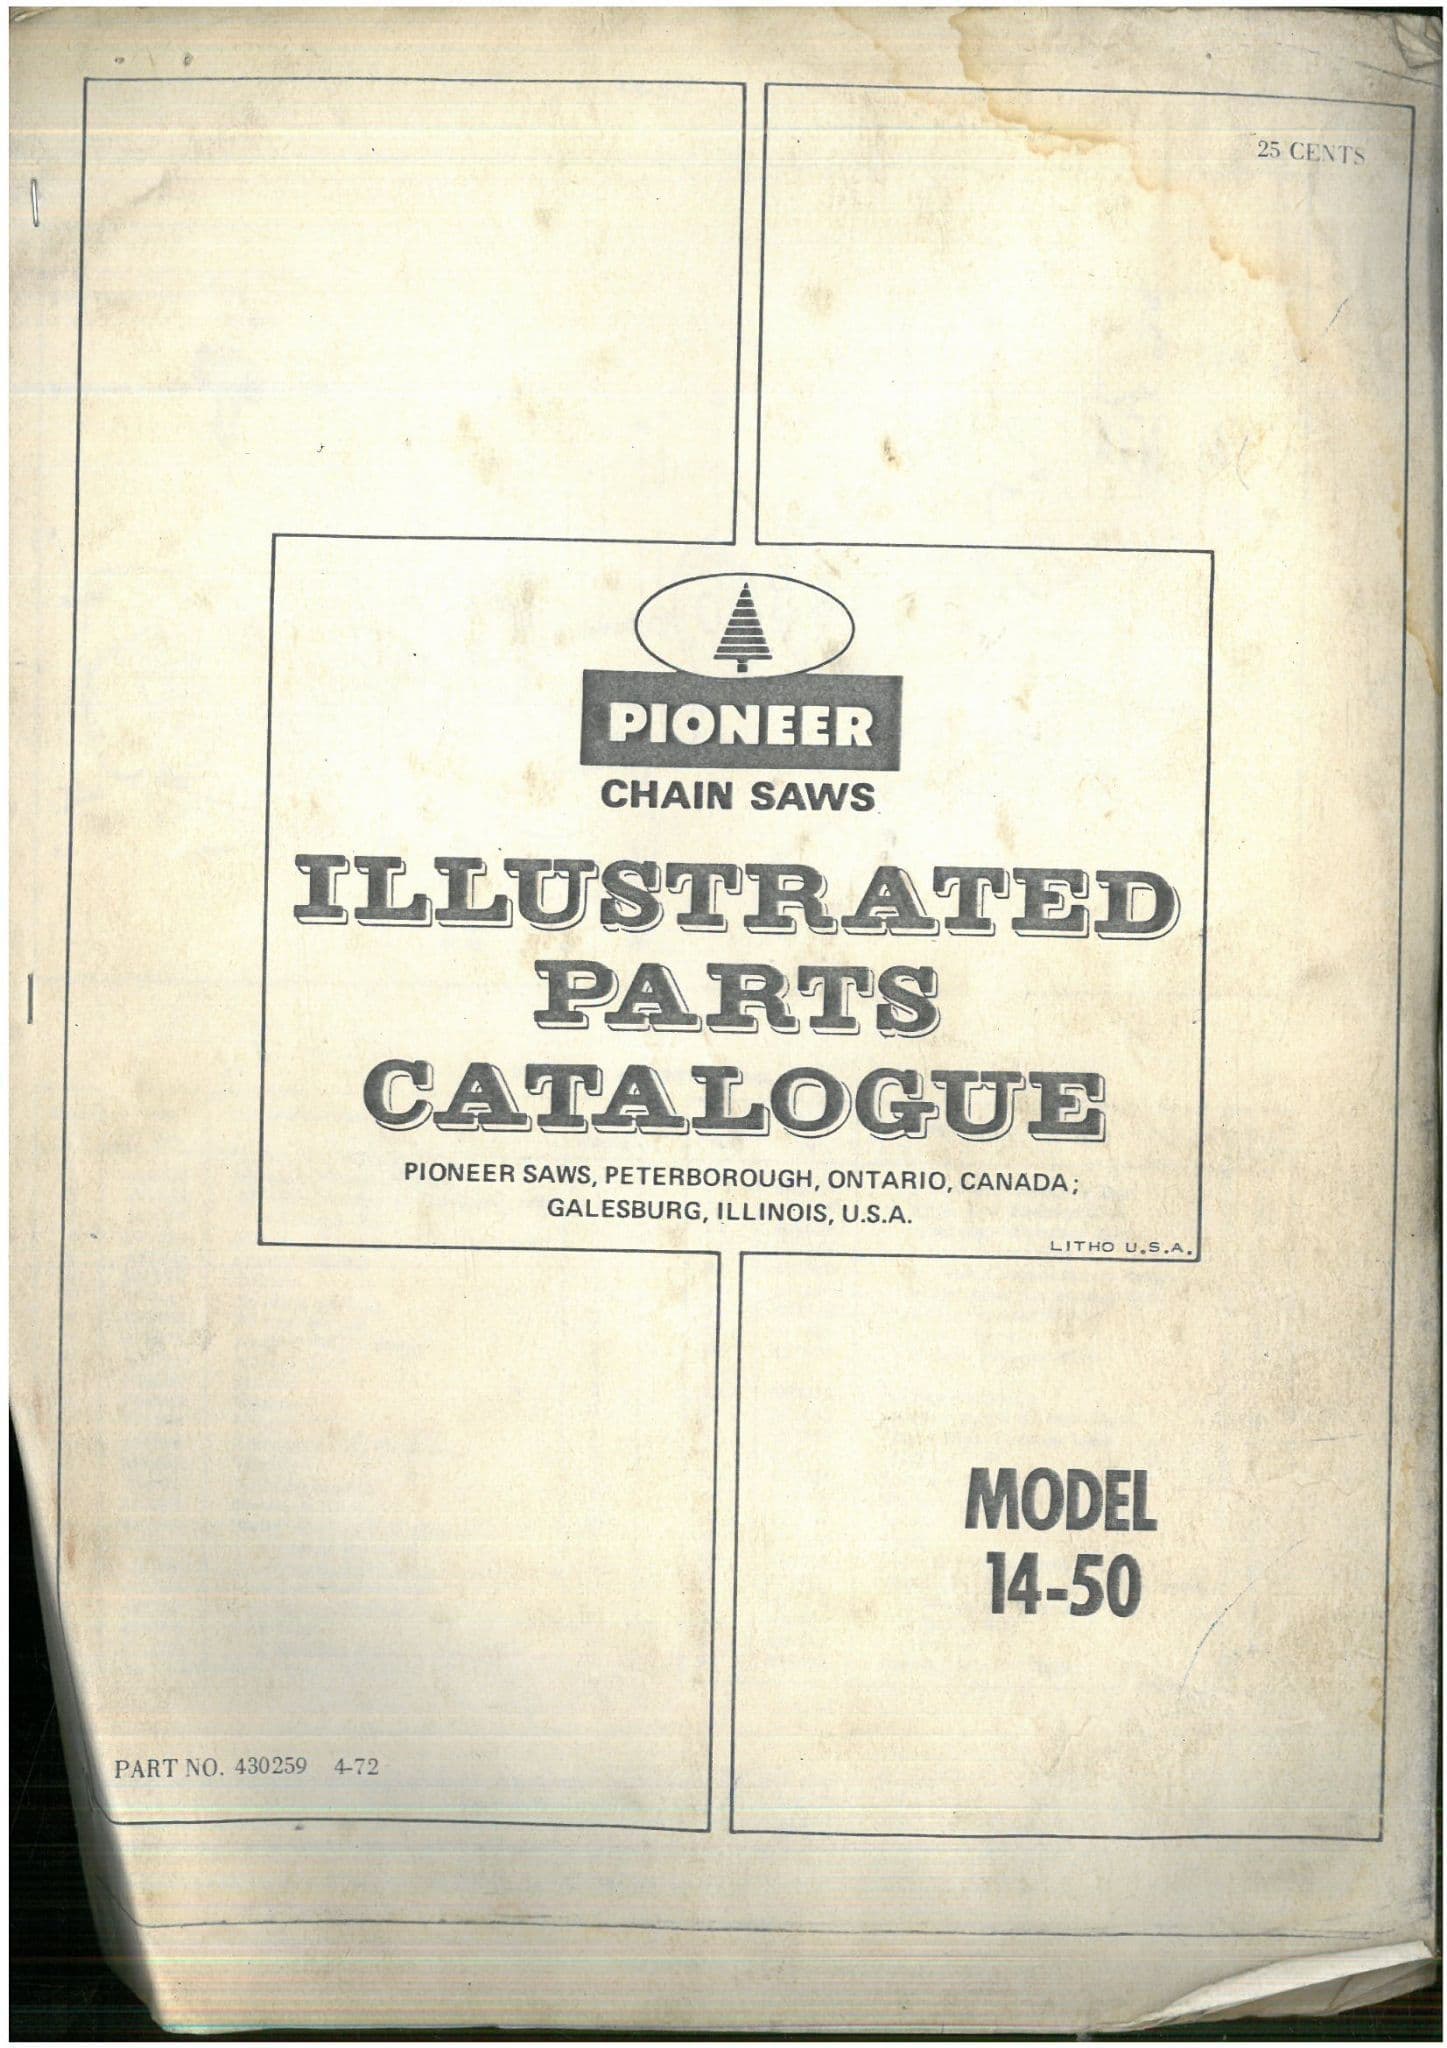 25 CENTS
PIONEER
CHAIN SAWS
ILLUSTRATED
PARTS
CATALOGUE
PIONEER SAWS, PETERBOROUGH, ONTARIO, CANADA;
GALESBURG, ILLINOIS, U.S.A.
LITHO U.S.A.
MODEL
14-50
PART NO. 430259 4-72